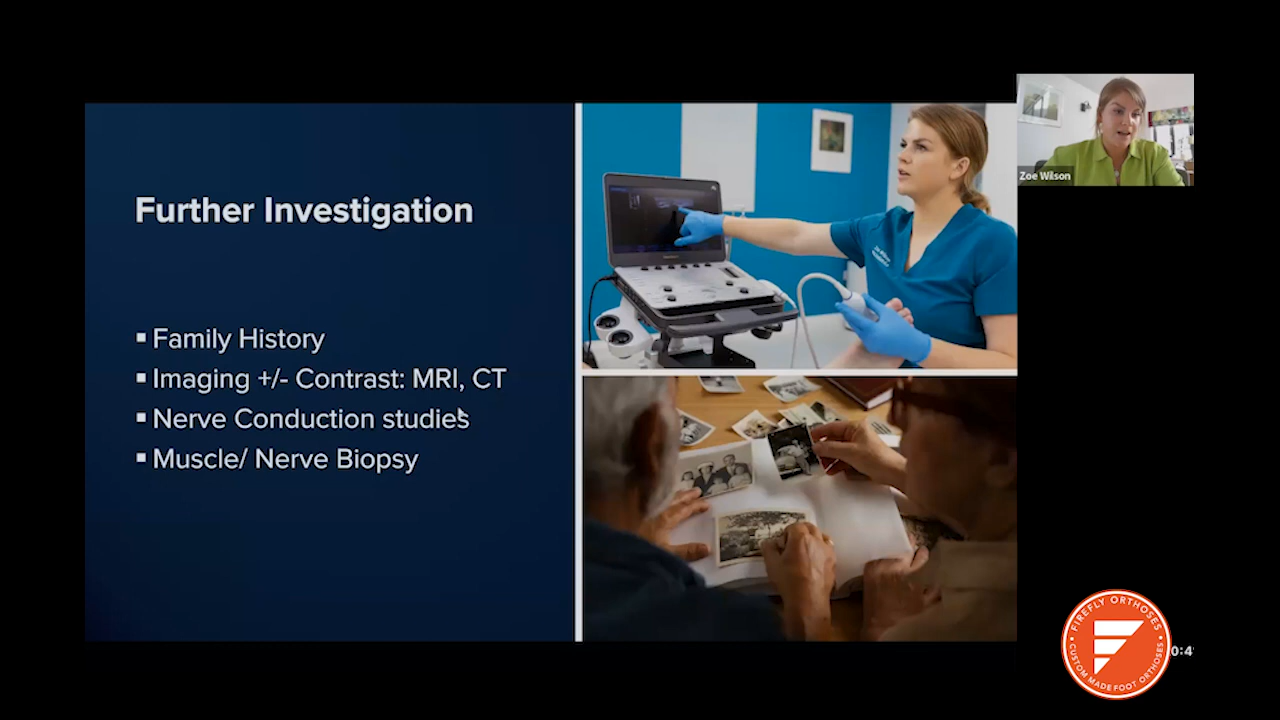 Further Investigation
Family History
Imaging +/- Contrast: MRI, CT
Nerve Conduction studies
Muscle/ Nerve Biopsy
Zoe Wilson
FIREFLY ORTHOSES
CUSTOM MADE FOOT ORTHOSES